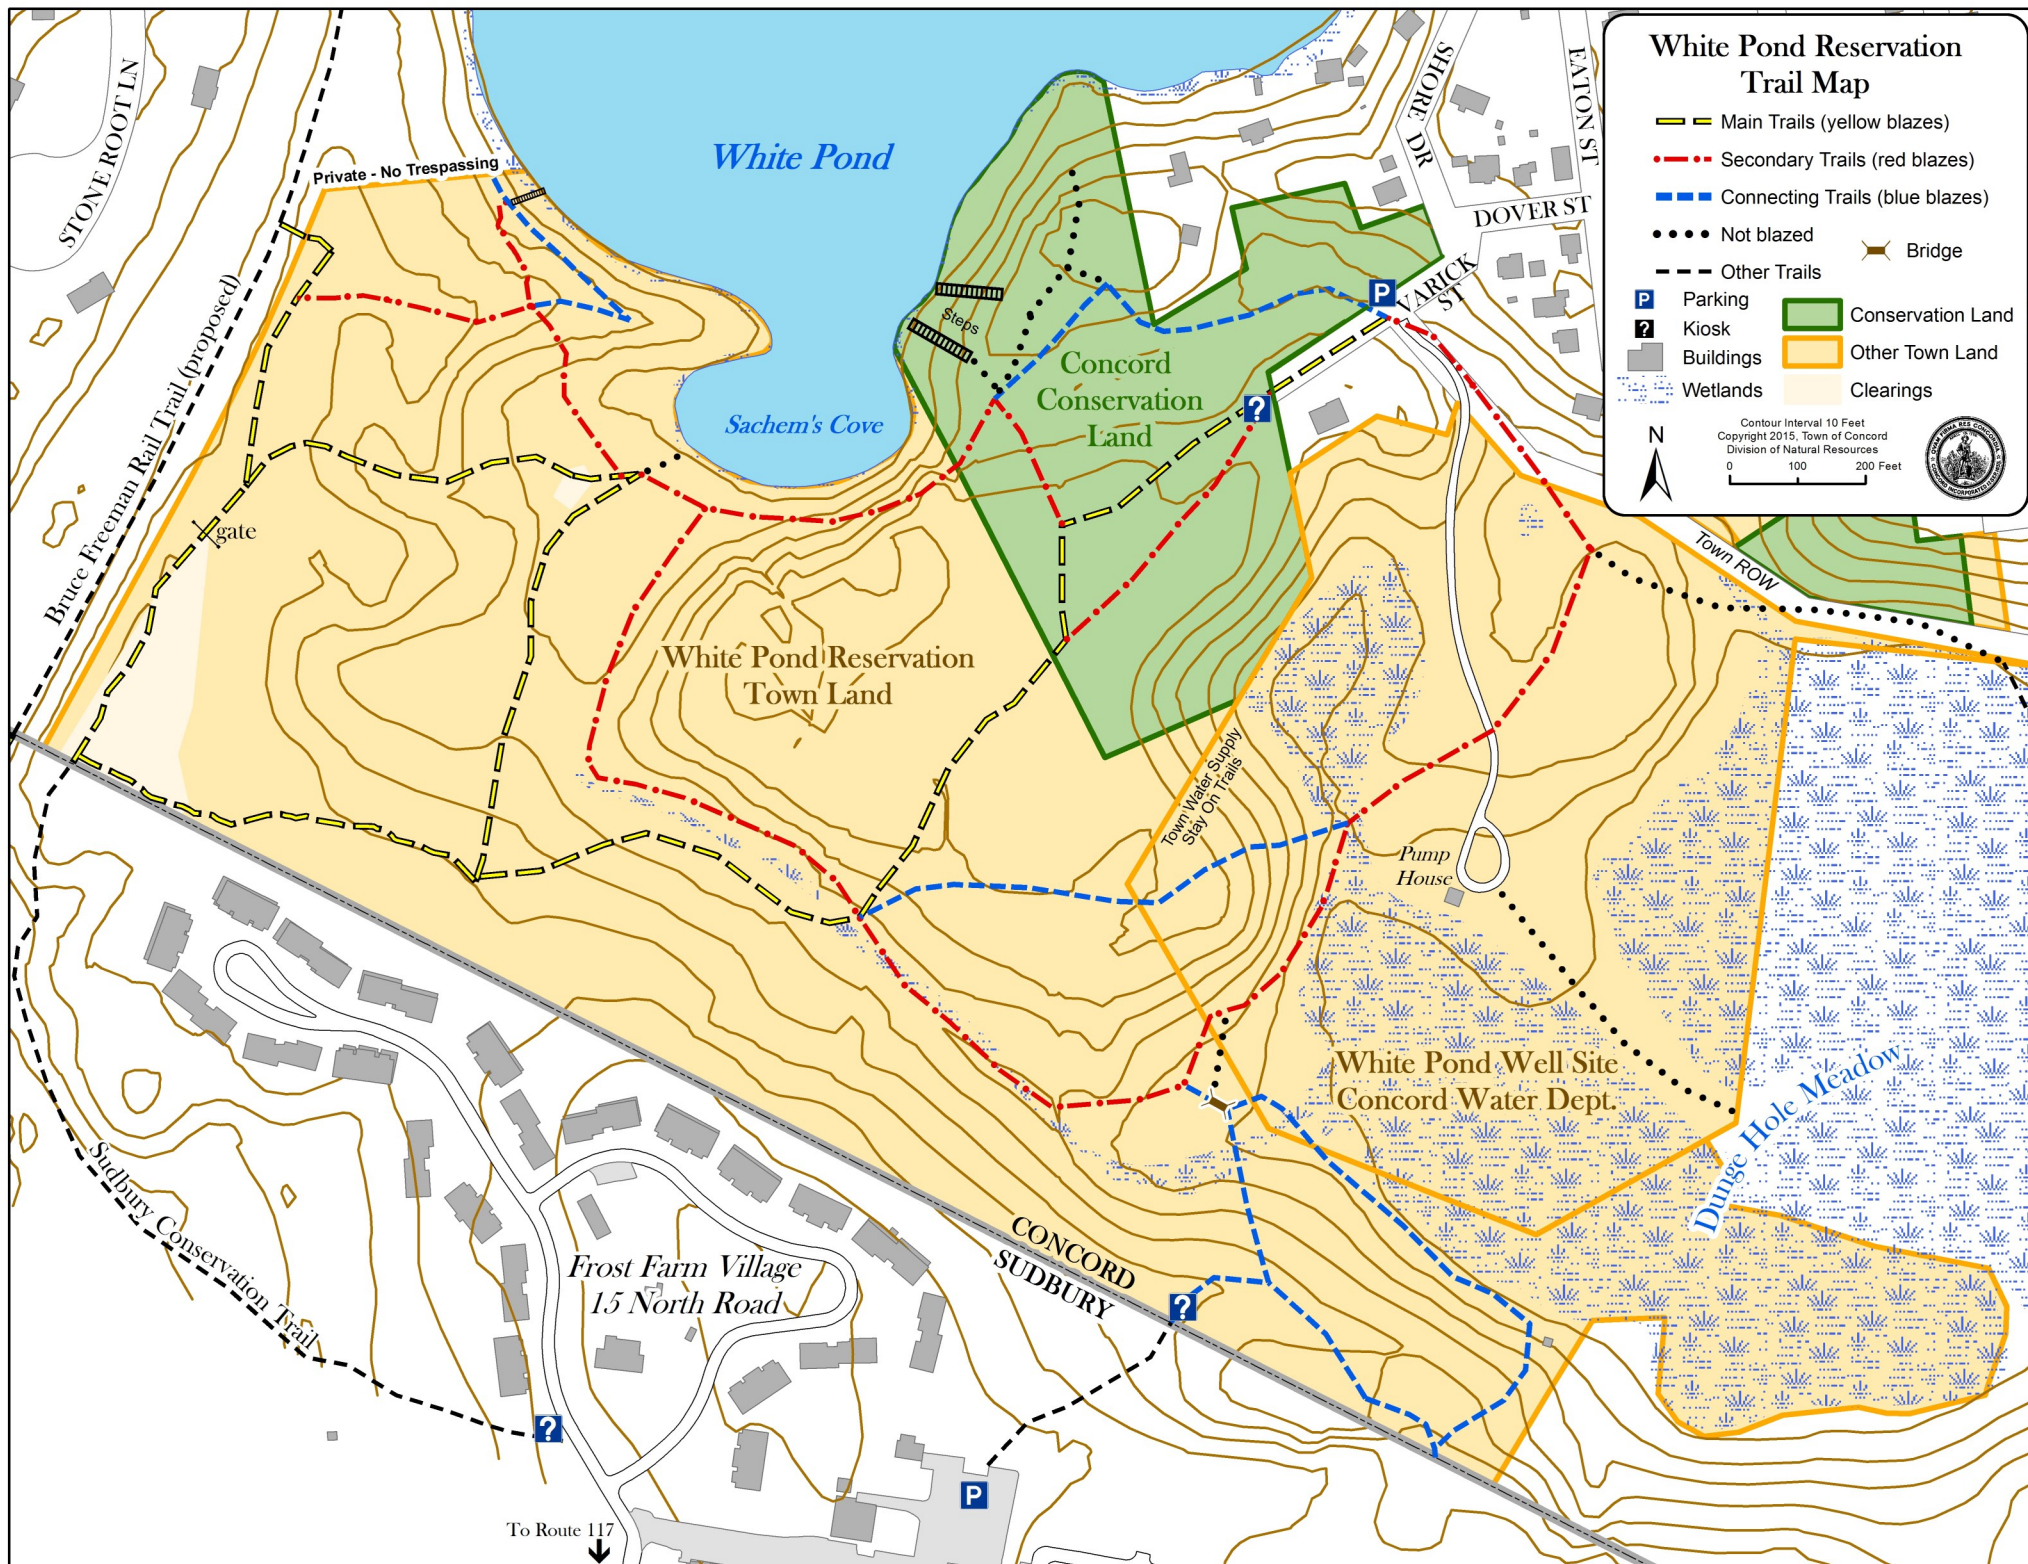 White Pond Reservation
Trail Map
Main Trails (yellow blazes)
Secondary Trails (red blazes)
Connecting Trails (blue blazes)
Not blazed
Bridge
Other Trails
P
Parking
?
Kiosk
Buildings
Wetlands
Conservation Land
Other Town Land
Clearings
N
Contour Interval 10 Feet
Copyright 2015, Town of Concord
Division of Natural Resources
0 100 200 Feet
STONE ROOT LN
Private - No Trespassing
White Pond
SHORE DR
EATON ST
DOVER ST
VARICK ST
P
Bruce Freeman Rail Trail (proposed)
Steps
Concord
Conservation
Land
?
Sachem's Cove
gate
Town ROW
White Pond Reservation
Town Land
Town Water Supply
Stay On Trails
Pump
House
White Pond Well Site
Concord Water Dept.
Dunge Hole Meadow
Sudbury Conservation Trail
CONCORD
SUDBURY
Frost Farm Village
15 North Road
?
?
P
To Route 117